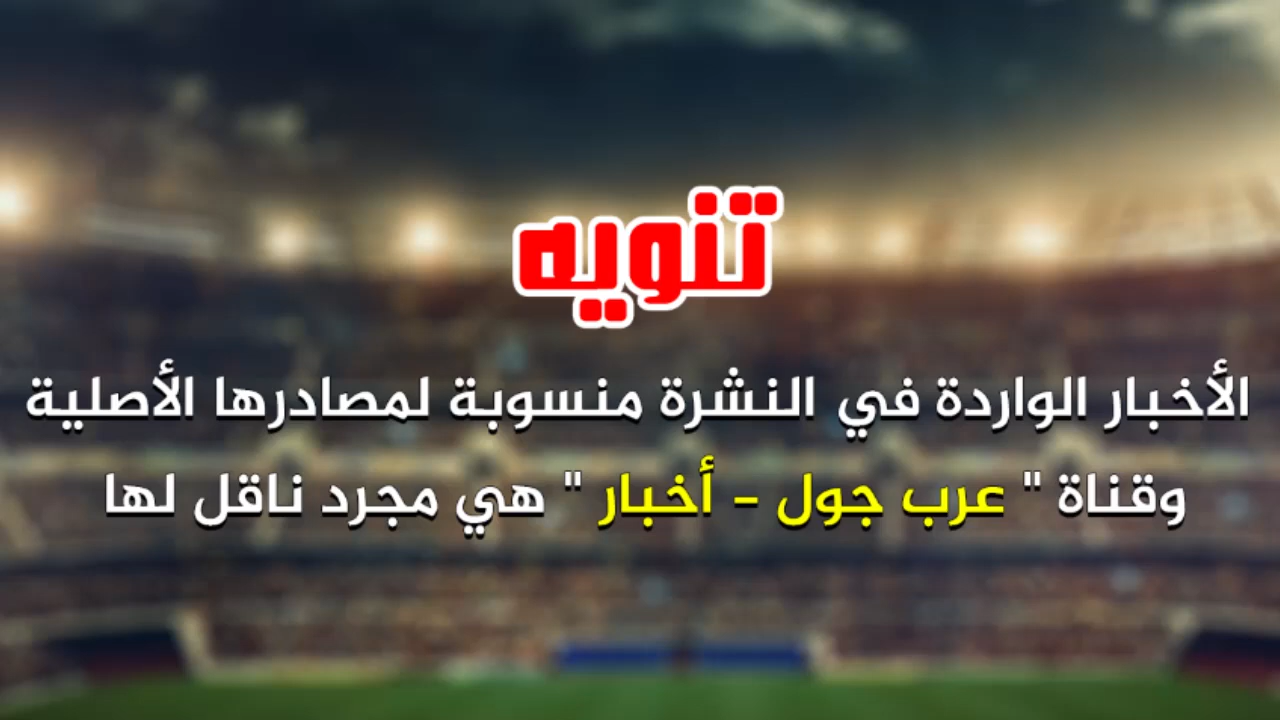 تنويه
الأخبار الواردة في النشرة منسوبة لمصادرها الأصلية
وقناة " عرب جول - أخبار " هي مجرد ناقل لها